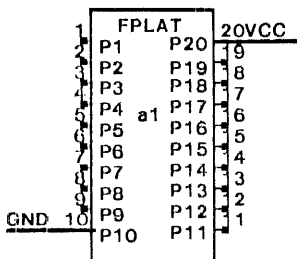 FPLAT
1 P1 P20 20VCC
2 P2 P19 9
3 P3 P18 8
4 P4 P17 7
5 P5 a1 P16 6
6 P6 P15 5
7 P7 P14 4
8 P8 P13 3
9 P9 P12 2
GND 10 P10 P11 1